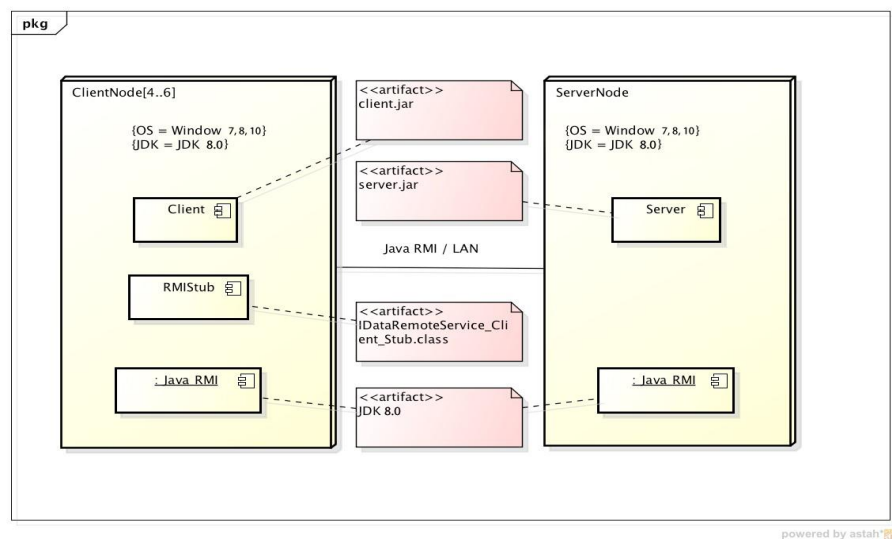 pkg
ClientNode[4..6]
{OS = Window 7,8,10}
{JDK = JDK 8.0}
Client
RMIStub
: Java RMI
<<artifact>>
client.jar
<<artifact>>
server.jar
Java RMI / LAN
<<artifact>>
IDataRemoteService_Cli
ent_Stub.class
<<artifact>>
JDK 8.0
ServerNode
{OS = Window 7,8,10}
{JDK = JDK 8.0}
Server
: Java RMI
powered by astah*